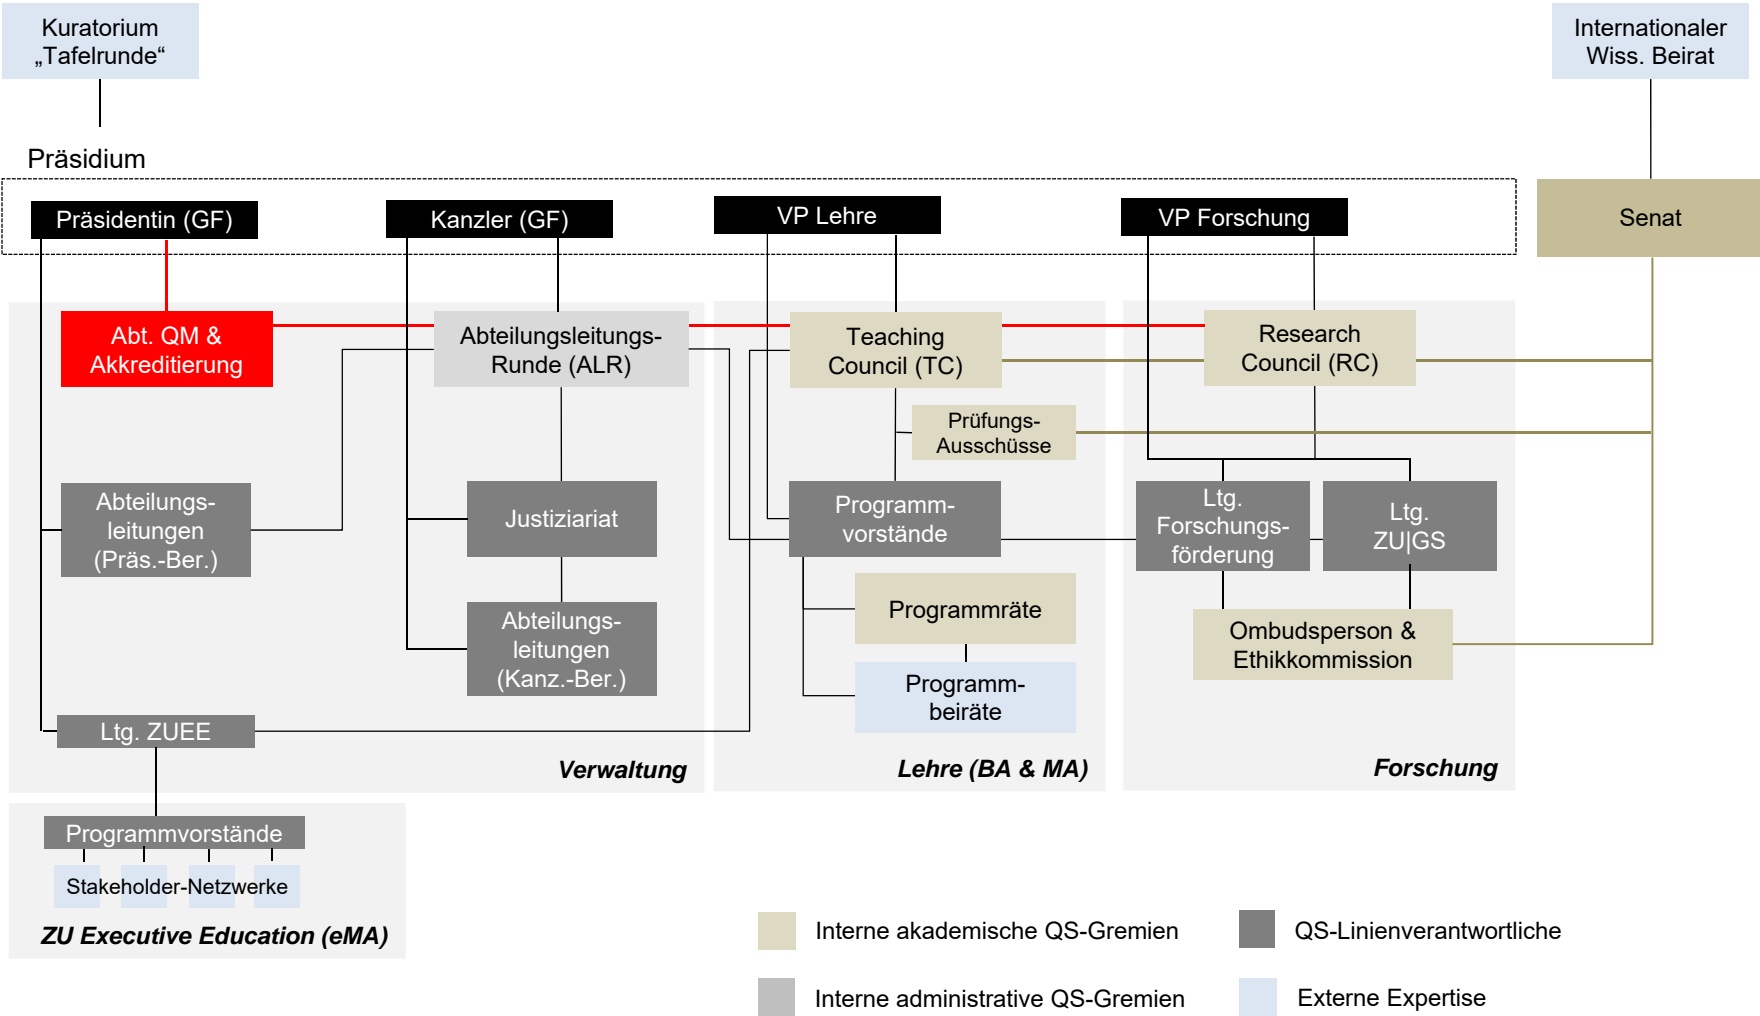 Kuratorium
„Tafelrunde“
Internationaler
Wiss. Beirat
Präsidium
Präsidentin (GF)
Kanzler (GF)
VP Lehre
VP Forschung
Senat
Abt. QM &
Akkreditierung
Abteilungsleitungs-
Runde (ALR)
Teaching
Council (TC)
Research
Council (RC)
Prüfungs-
Ausschüsse
Abteilungs-
leitungen
(Präs.-Ber.)
Justiziariat
Programm-
vorstände
Ltg.
Forschungs-
förderung
Ltg.
ZU|GS
Abteilungs-
leitungen
(Kanz.-Ber.)
Programmräte
Ombudsperson &
Ethikkommission
Programm-
beiräte
Ltg. ZUEE
Verwaltung
Lehre (BA & MA)
Forschung
Programmvorstände
Stakeholder-Netzwerke
ZU Executive Education (eMA)
Interne akademische QS-Gremien
QS-Linienverantwortliche
Interne administrative QS-Gremien
Externe Expertise